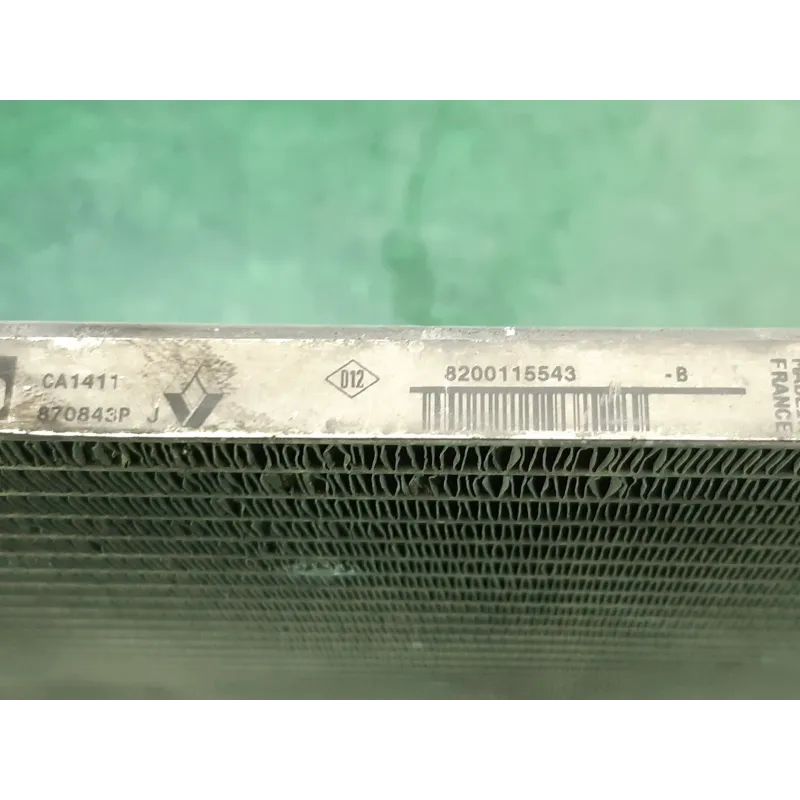 CA1411
870843P J
D12
8200115543 -B
FRANCE